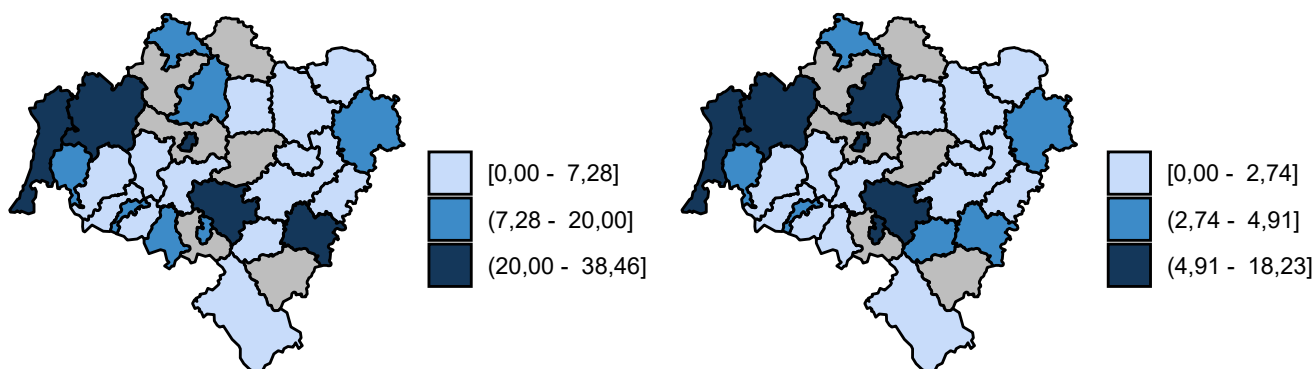 [0,00 - 7,28]
(7,28 - 20,00]
(20,00 - 38,46]
[0,00 - 2,74]
(2,74 - 4,91]
(4,91 - 18,23]